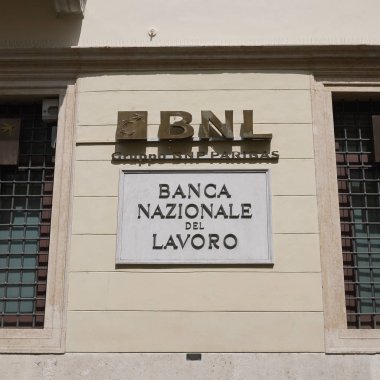 BNL
Gruppo BNP PARIBAS
BANCA
NAZIONALE
DEL
LAVORO